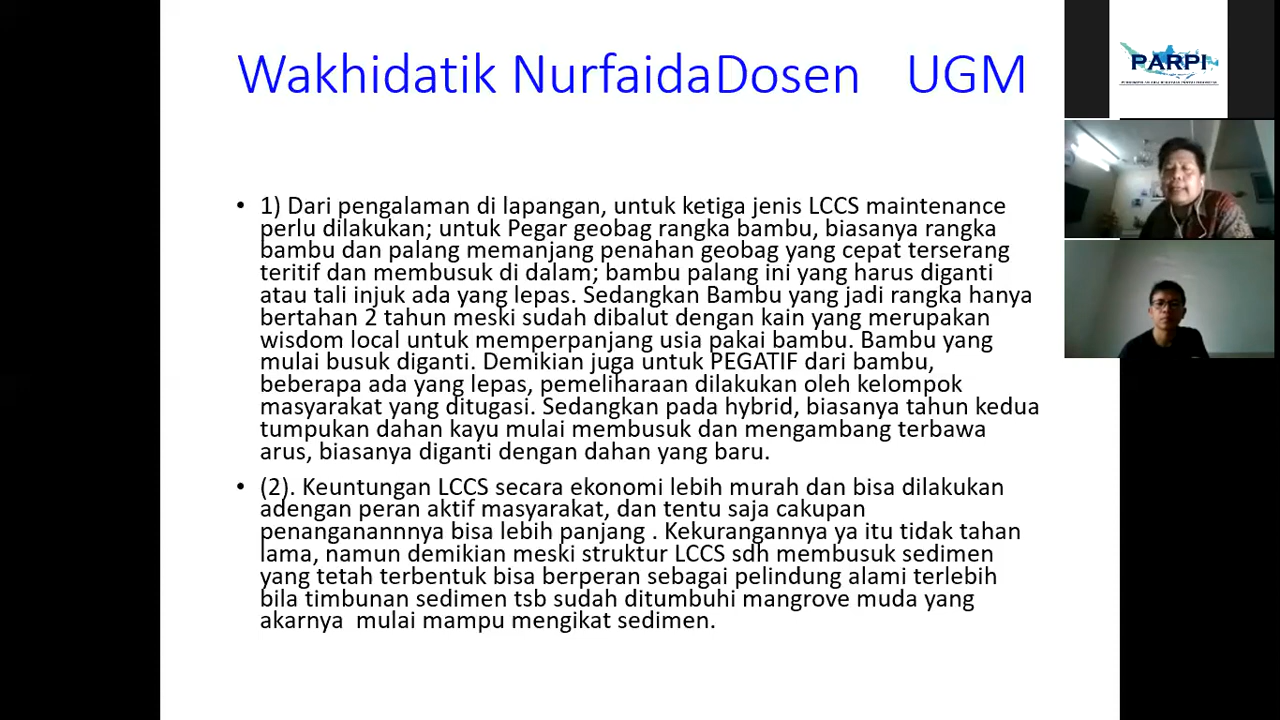 Wakhidatik NurfaidaDosen UGM
• 1) Dari pengalaman di lapangan, untuk ketiga jenis LCCS maintenance
perlu dilakukan; untuk Pegar geobag rangka bambu, biasanya rangka
bambu dan palang memanjang penahan geobag yang cepat terserang
teritif dan membusuk di dalam; bambu palang ini yang harus diganti
atau tali injuk ada yang lepas. Sedangkan Bambu yang jadi rangka hanya
bertahan 2 tahun meski sudah dibalut dengan kain yang merupakan
wisdom local untuk memperpanjang usia pakai bambu. Bambu yang
mulai busuk diganti. Demikian juga untuk PEGATIF dari bambu,
beberapa ada yang lepas, pemeliharaan dilakukan oleh kelompok
masyarakat yang ditugasi. Sedangkan pada hybrid, biasanya tahun kedua
tumpukan dahan kayu mulai membusuk dan mengambang terbawa
arus, biasanya diganti dengan dahan yang baru.
• (2). Keuntungan LCCS secara ekonomi lebih murah dan bisa dilakukan
adengan peran aktif masyarakat, dan tentu saja cakupan
penanganannnya bisa lebih panjang . Kekurangannya ya itu tidak tahan
lama, namun demikian meski struktur LCCS sdh membusuk sedimen
yang tetah terbentuk bisa berperan sebagai pelindung alami terlebih
bila timbunan sedimen tsb sudah ditumbuhi mangrove muda yang
akarnya  mulai mampu mengikat sedimen.
PARPI